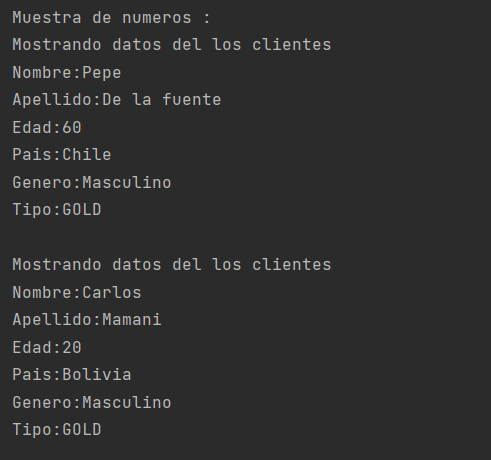 Muestra de numeros :
Mostrando datos del los clientes
Nombre:Pepe
Apellido:De la fuente
Edad:60
Pais:Chile
Genero:Masculino
Tipo:GOLD
Mostrando datos del los clientes
Nombre:Carlos
Apellido:Mamani
Edad:20
Pais:Bolivia
Genero:Masculino
Tipo:GOLD